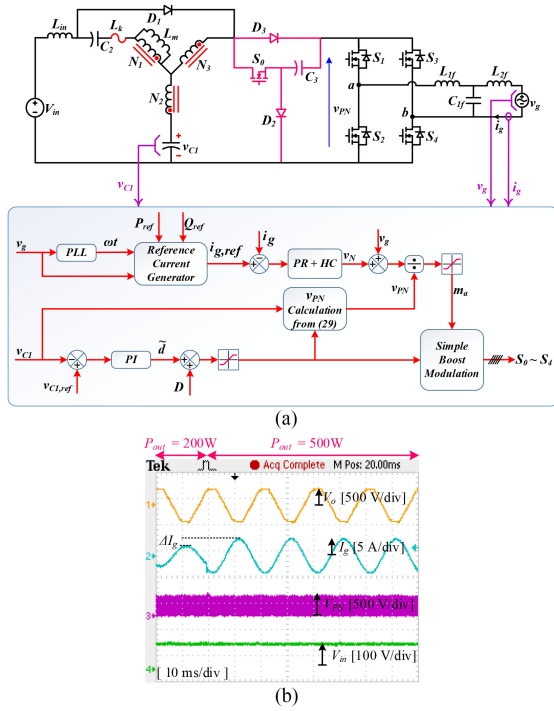 L_in
D_1
C_2
L_k
L_m
N_1
N_3
N_2
V_in
v_C1
D_3
S_0
C_3
D_2
v_PN
S_1
S_3
a
b
S_2
S_4
L_1f
L_2f
C_1f
v_g
i_g
v_C1
v_g
i_g
P_ref
Q_ref
v_g
PLL
ωt
Reference
Current
Generator
i_g,ref
i_g
PR + HC
v_N
v_g
÷
v_PN
m_a
v_PN
Calculation
from (29)
v_C1
v_C1,ref
PI
d̃
D
Simple
Boost
Modulation
S_0 ~ S_4
(a)
P_out = 200W
P_out = 500W
Tek
Acq Complete
M Pos: 20.00ms
1
V_o [500 V/div]
ΔI_g
2
I_g [5 A/div]
3
V_PN [500 V/div]
V_in [100 V/div]
4
[ 10 ms/div ]
(b)